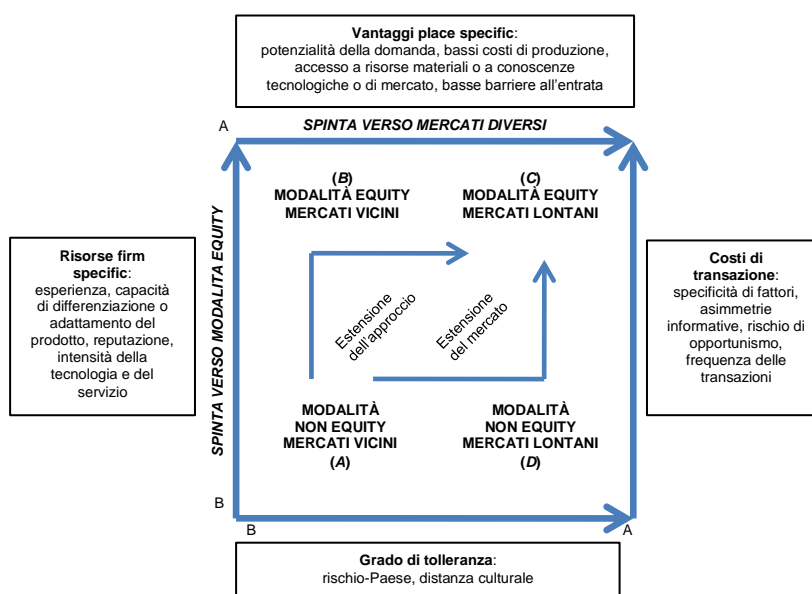 Vantaggi place specific:
potenzialità della domanda, bassi costi di produzione,
accesso a risorse materiali o a conoscenze
tecnologiche o di mercato, basse barriere all'entrata
A
SPINTA VERSO MERCATI DIVERSI
(B)
MODALITÀ EQUITY
MERCATI VICINI
(C)
MODALITÀ EQUITY
MERCATI LONTANI
Risorse firm
specific:
esperienza, capacità
di differenziazione o
adattamento del
prodotto, reputazione,
intensità della
tecnologia e del
servizio
SPINTA VERSO MODALITA EQUITY
Estensione
dell'approccio
Estensione
del mercato
Costi di
transazione:
specificità di fattori,
asimmetrie
informative, rischio di
opportunismo,
frequenza delle
transazioni
MODALITÀ
NON EQUITY
MERCATI VICINI
(A)
MODALITÀ
NON EQUITY
MERCATI LONTANI
(D)
B
B
A
Grado di tolleranza:
rischio-Paese, distanza culturale